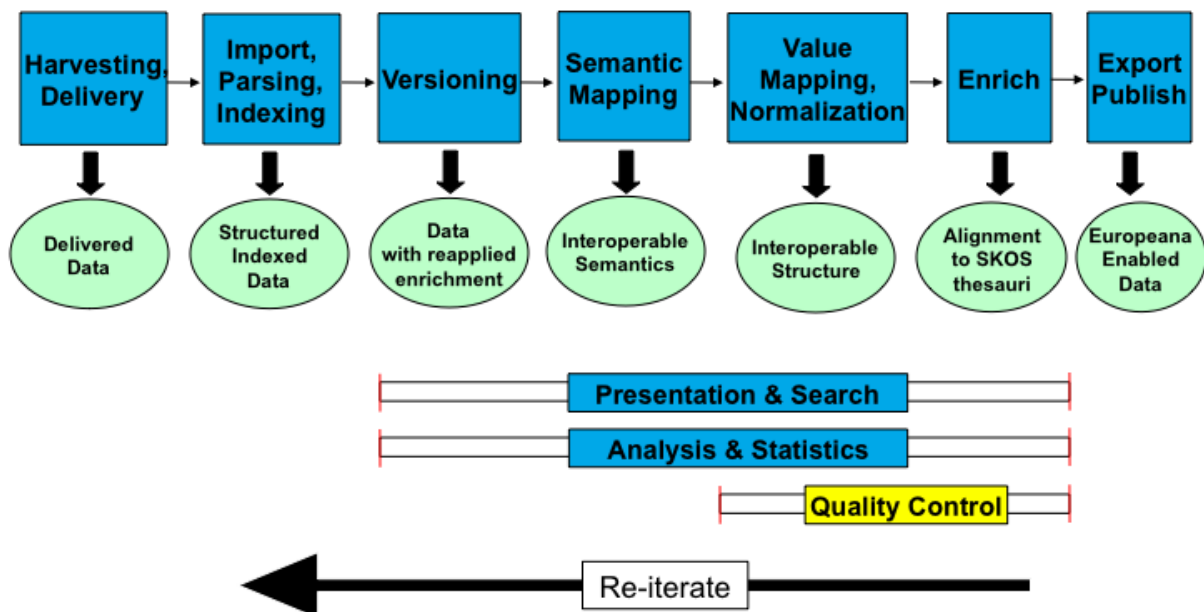 Harvesting,
Delivery
Import,
Parsing,
Indexing
Versioning
Semantic
Mapping
Value
Mapping,
Normalization
Enrich
Export
Publish
Delivered
Data
Structured
Indexed
Data
Data
with reapplied
enrichment
Interoperable
Semantics
Interoperable
Structure
Alignment
to SKOS
thesauri
Europeana
Enabled
Data
Presentation & Search
Analysis & Statistics
Quality Control
Re-iterate